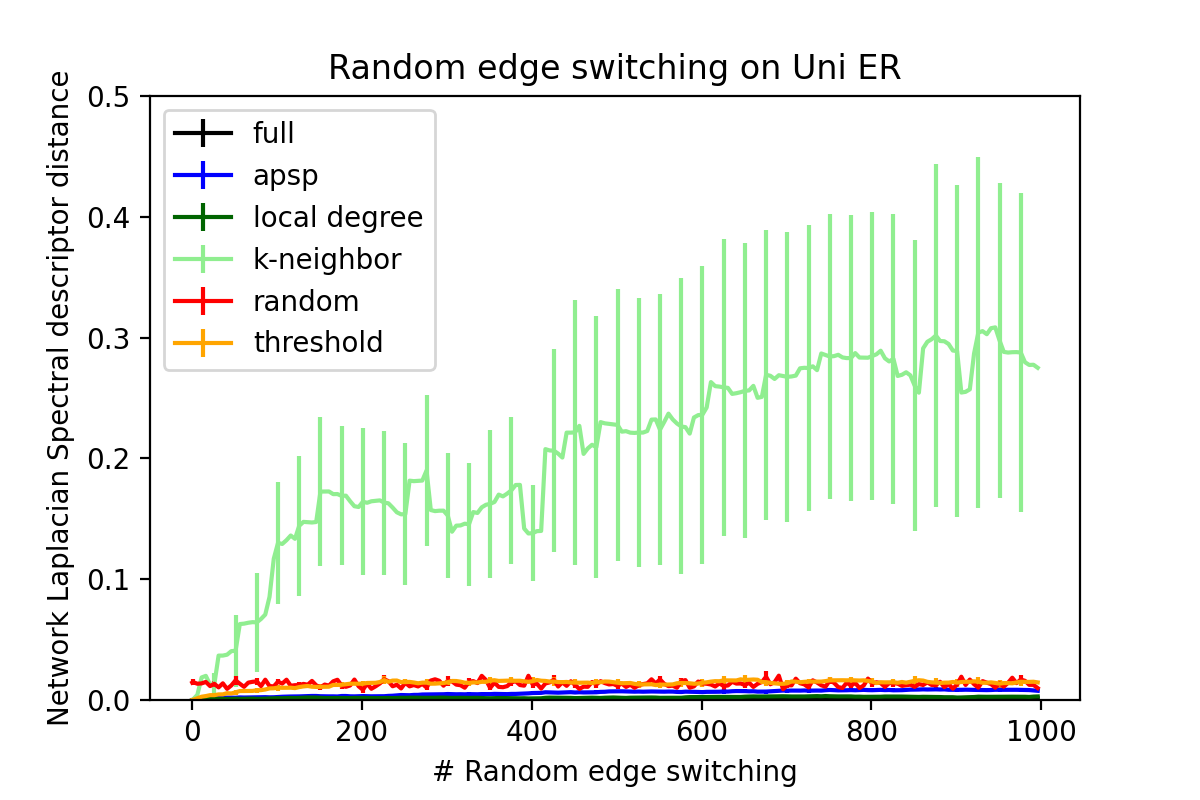 Random edge switching on Uni ER
Network Laplacian Spectral descriptor distance
0.5
0.4
0.3
0.2
0.1
0.0
full
apsp
local degree
k-neighbor
random
threshold
0
200
400
600
800
1000
# Random edge switching